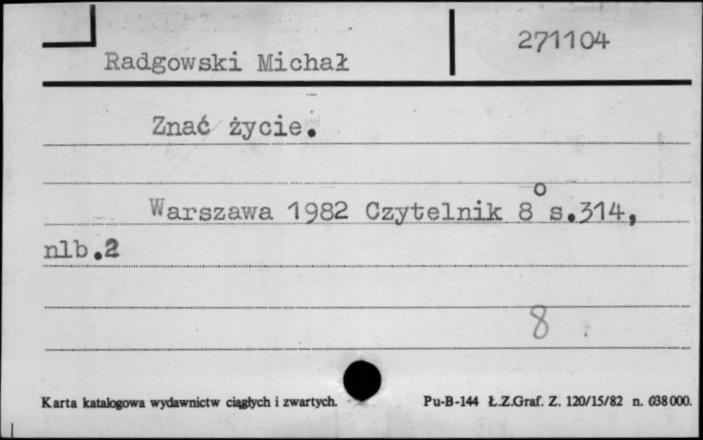 271104
Radgowski Michał
Znać życie.
Warszawa 1982 Czytelnik 8° s.314,
nlb.2
8
Karta katalogowa wydawnictw ciągłych i zwartych. Pu-B-144 Ł.Z.Graf. Z. 120/15/82 n. 638000.